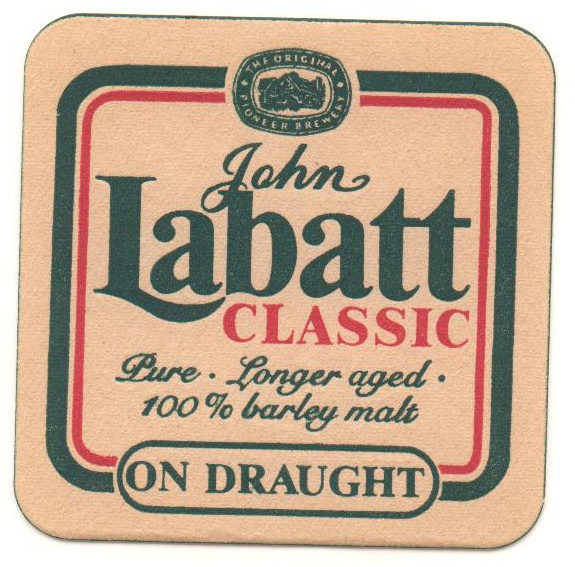 THE ORIGINAL
PIONEER BREWERY
John
Labatt
CLASSIC
Pure · Longer aged ·
100% barley malt
ON DRAUGHT